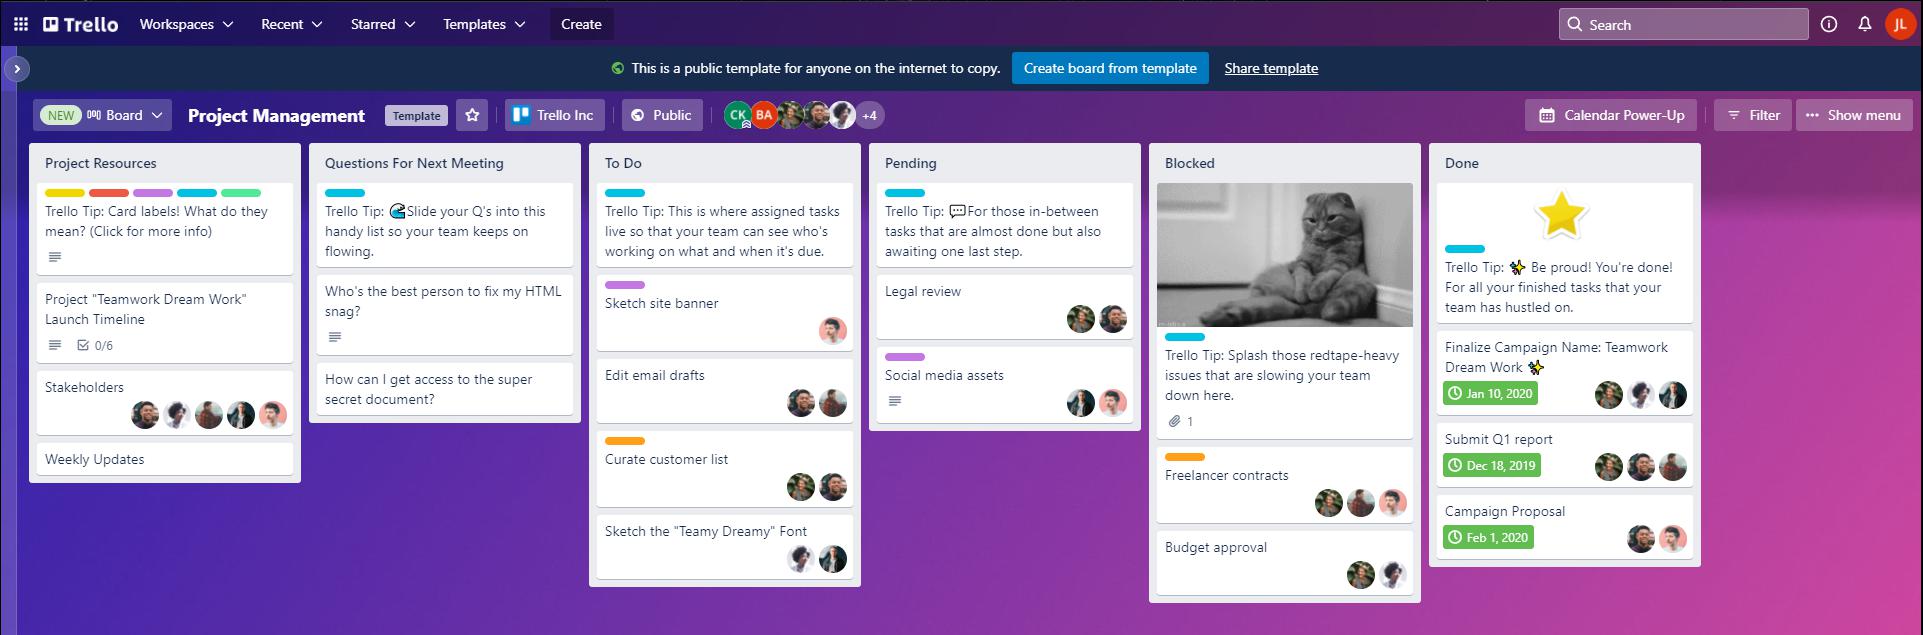 Trello
Workspaces
Recent
Starred
Templates
Create
Search
JL
This is a public template for anyone on the internet to copy.
Create board from template
Share template
NEW
Board
Project Management
Template
Trello Inc
Public
CK
BA
+4
Calendar Power-Up
Filter
Show menu
Project Resources
Trello Tip: Card labels! What do they
mean? (Click for more info)
Project "Teamwork Dream Work"
Launch Timeline
0/6
Stakeholders
Weekly Updates
Questions For Next Meeting
Trello Tip: 🌊Slide your Q's into this
handy list so your team keeps on
flowing.
Who's the best person to fix my HTML
snag?
How can I get access to the super
secret document?
To Do
Trello Tip: This is where assigned tasks
live so that your team can see who's
working on what and when it's due.
Sketch site banner
Edit email drafts
Curate customer list
Sketch the "Teamy Dreamy" Font
Pending
Trello Tip: 💬For those in-between
tasks that are almost done but also
awaiting one last step.
Legal review
Social media assets
Blocked
Trello Tip: Splash those redtape-heavy
issues that are slowing your team
down here.
1
Freelancer contracts
Budget approval
Done
Trello Tip: ✨ Be proud! You're done!
For all your finished tasks that your
team has hustled on.
Finalize Campaign Name: Teamwork
Dream Work ✨
Jan 10, 2020
Submit Q1 report
Dec 18, 2019
Campaign Proposal
Feb 1, 2020